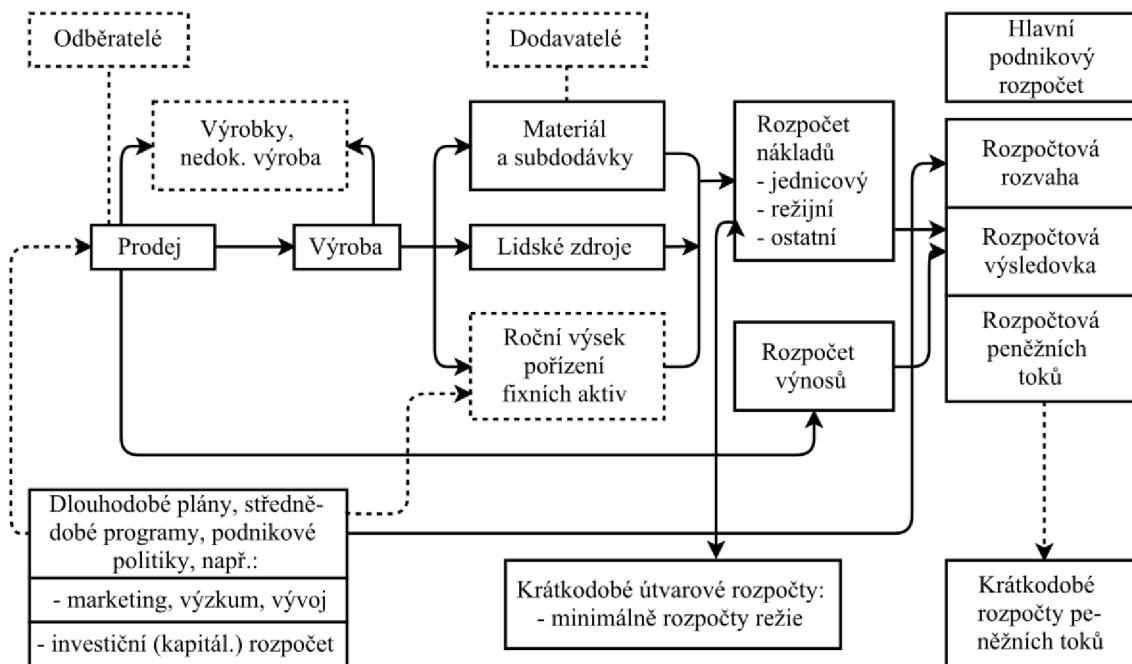 Odběratelé
Dodavatelé
Hlavní
podnikový
rozpočet
Výrobky,
nedok. výroba
Materiál
a subdodávky
Rozpočet
nákladů
- jednicový
- režijní
- ostatní
Rozpočtová
rozvaha
Prodej
Výroba
Lidské zdroje
Rozpočtová
výsledovka
Roční výsek
pořízení
fixních aktiv
Rozpočet
výnosů
Rozpočtová
peněžních
toků
Dlouhodobé plány, středně-
dobé programy, podnikové
politiky, např.:
- marketing, výzkum, vývoj
- investiční (kapitál.) rozpočet
Krátkodobé útvarové rozpočty:
- minimálně rozpočty režie
Krátkodobé
rozpočty pe-
něžních toků